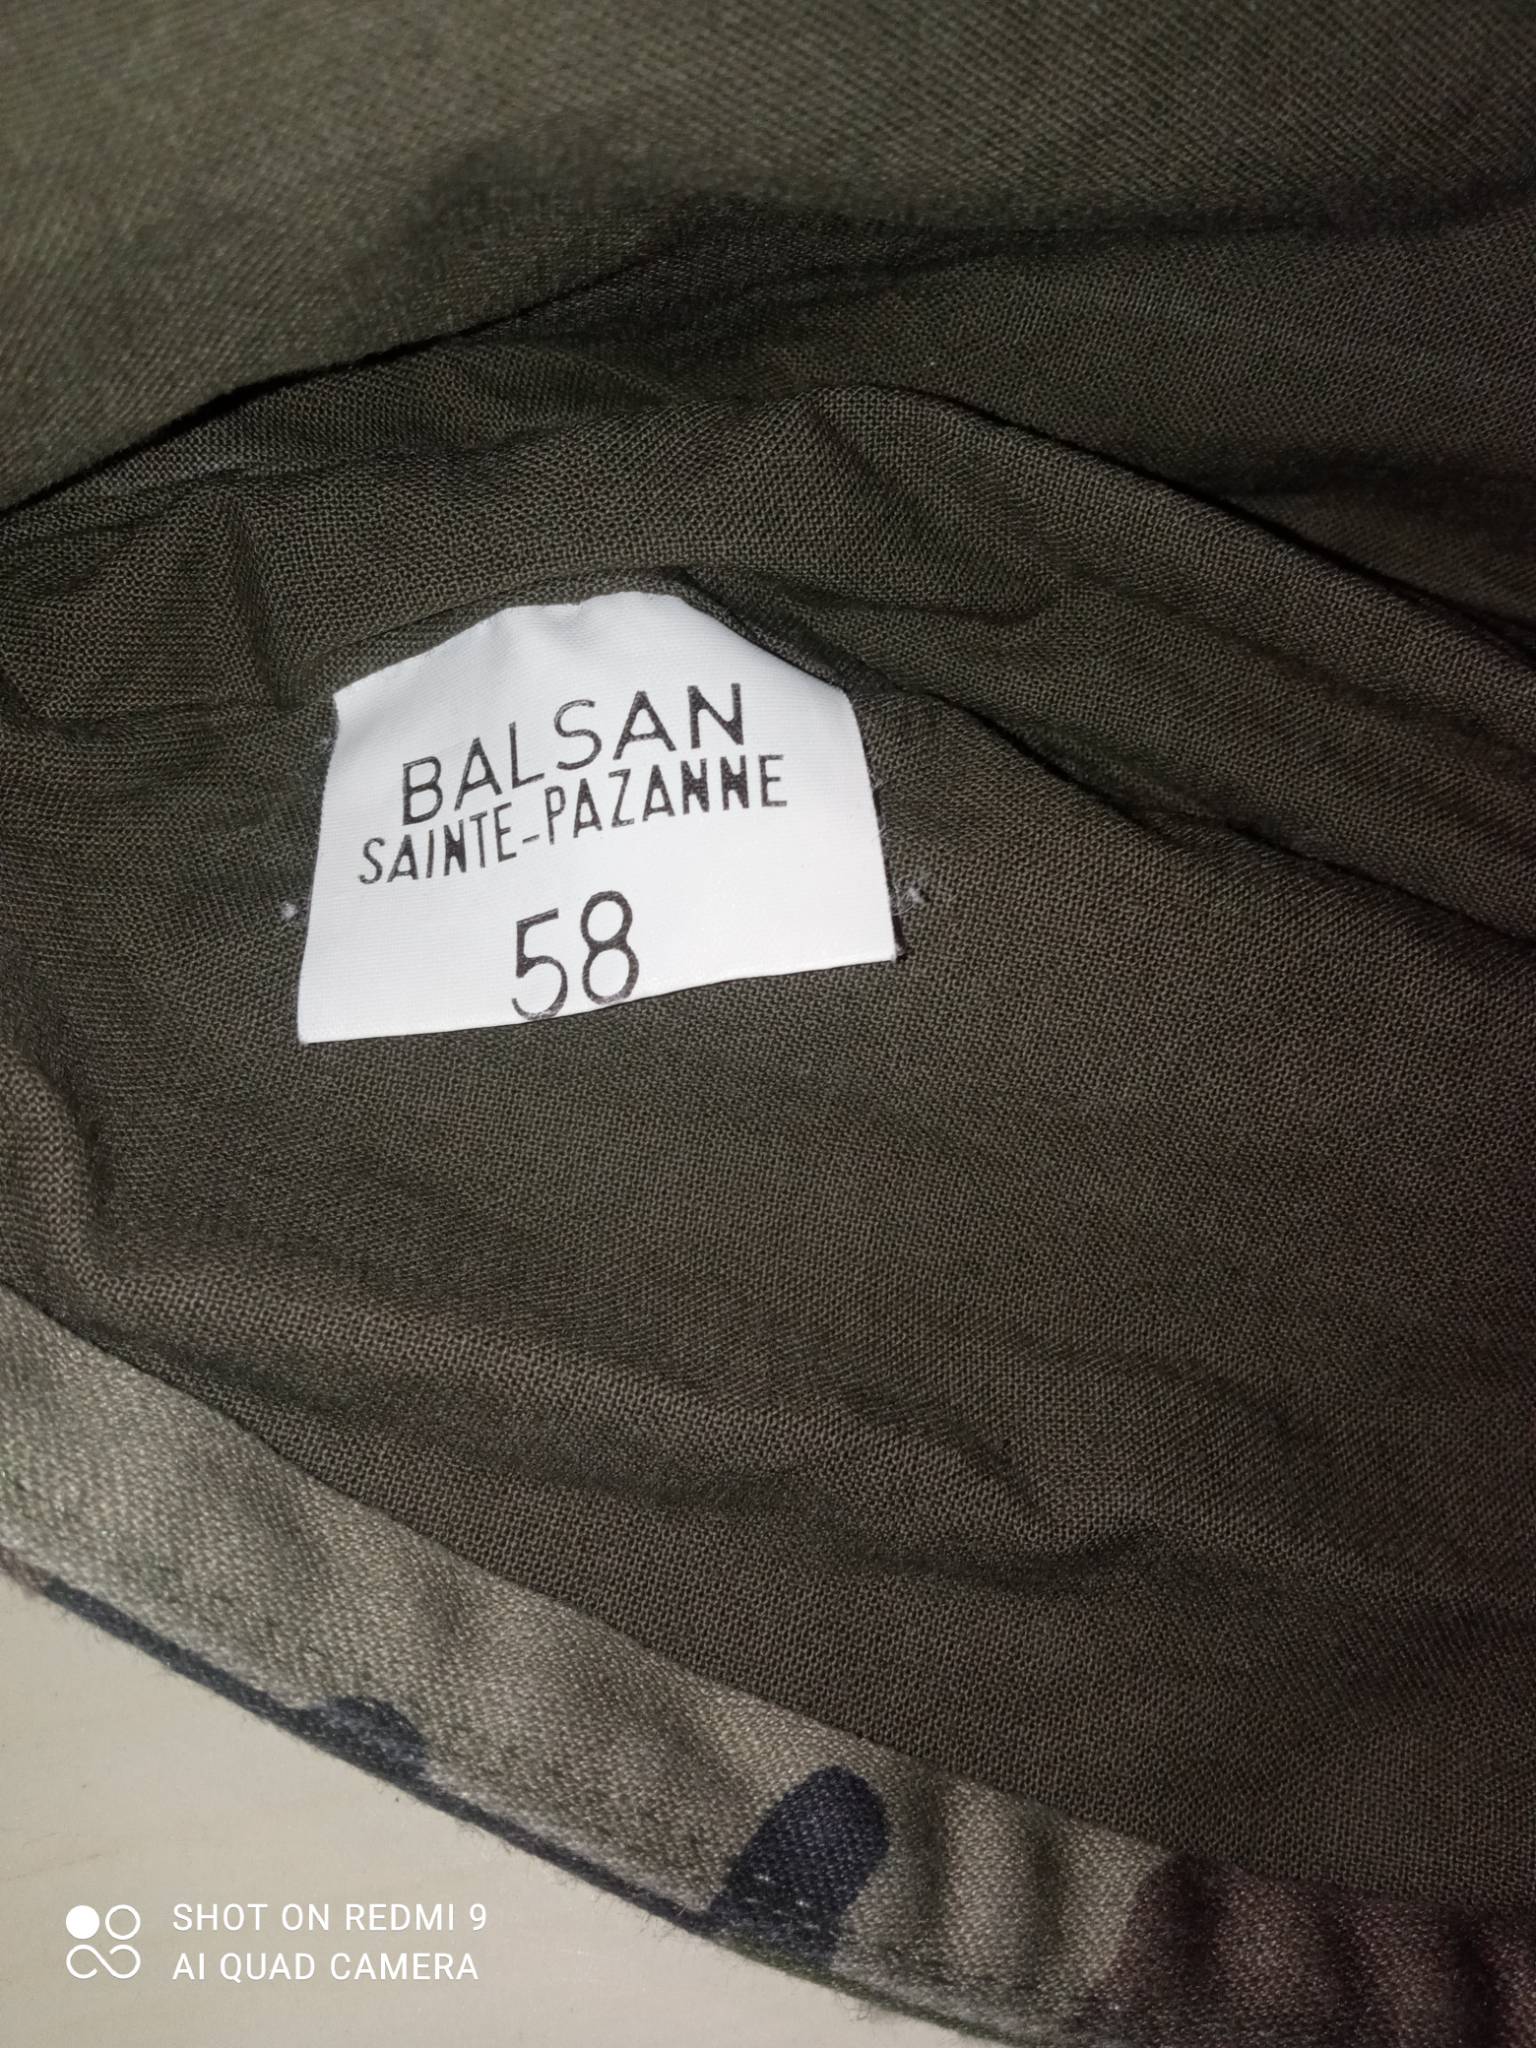 BALSAN
SAINTE-PAZANNE
58
SHOT ON REDMI 9
AI QUAD CAMERA